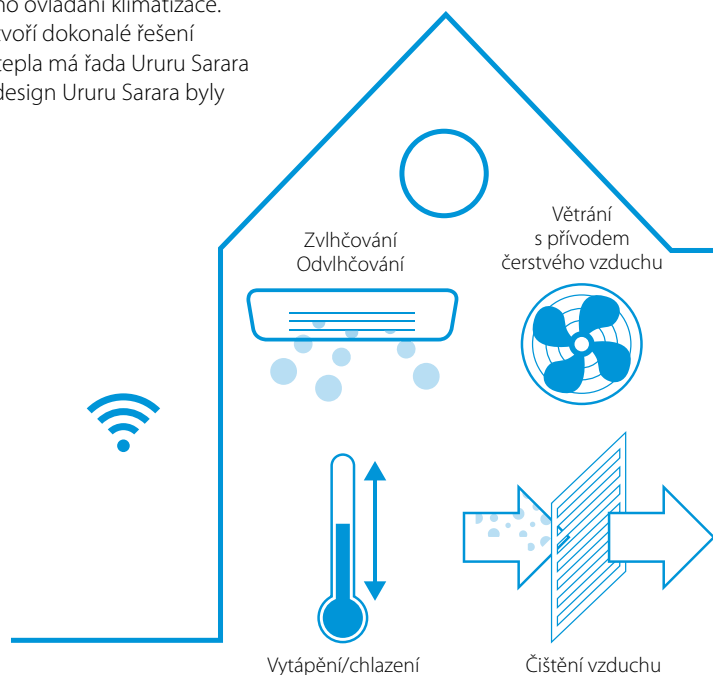 ovládání klimatizace.
tvoří dokonalé řešení
tepla má řada Ururu Sarara
design Ururu Sarara byly
Větrání
s přívodem
čerstvého vzduchu
Zvlhčování
Odvlhčování
Vytápění/chlazení
Čištění vzduchu